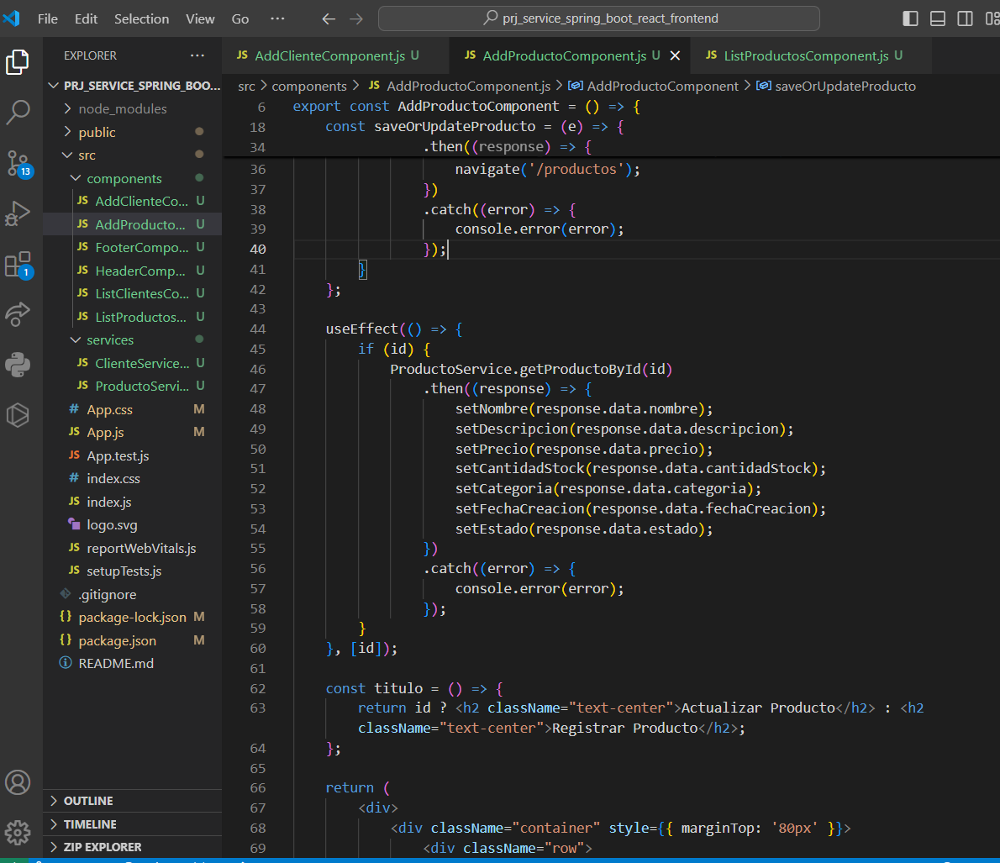 File Edit Selection View Go ··· prj_service_spring_boot_react_frontend
EXPLORER ···
PRJ_SERVICE_SPRING_BOO...
node_modules
public
src
components
JS AddClienteCo... U
JS AddProducto... U
JS FooterCompo... U
JS HeaderComp... U
JS ListClientesCo... U
JS ListProductos... U
services
JS ClienteService... U
JS ProductoServi... U
# App.css M
JS App.js M
JS App.test.js
# index.css
JS index.js
logo.svg
JS reportWebVitals.js
JS setupTests.js
.gitignore
{} package-lock.json M
{} package.json M
README.md
OUTLINE
TIMELINE
ZIP EXPLORER
13
1
JS AddClienteComponent.js U JS AddProductoComponent.js U JS ListProductosComponent.js U
src > components > JS AddProductoComponent.js > AddProductoComponent > saveOrUpdateProducto
6 export const AddProductoComponent = () => {
18 const saveOrUpdateProducto = (e) => {
34 .then((response) => {
36 navigate('/productos');
37 })
38 .catch((error) => {
39 console.error(error);
40 });
41 }
42 };
43
44 useEffect(() => {
45 if (id) {
46 ProductoService.getProductoById(id)
47 .then((response) => {
48 setNombre(response.data.nombre);
49 setDescripcion(response.data.descripcion);
50 setPrecio(response.data.precio);
51 setCantidadStock(response.data.cantidadStock);
52 setCategoria(response.data.categoria);
53 setFechaCreacion(response.data.fechaCreacion);
54 setEstado(response.data.estado);
55 })
56 .catch((error) => {
57 console.error(error);
58 });
59 }
60 }, [id]);
61
62 const titulo = () => {
63 return id ? <h2 className="text-center">Actualizar Producto</h2> : <h2
className="text-center">Registrar Producto</h2>;
64 };
65
66 return (
67 <div>
68 <div className="container" style={{ marginTop: '80px' }}>
69 <div className="row">